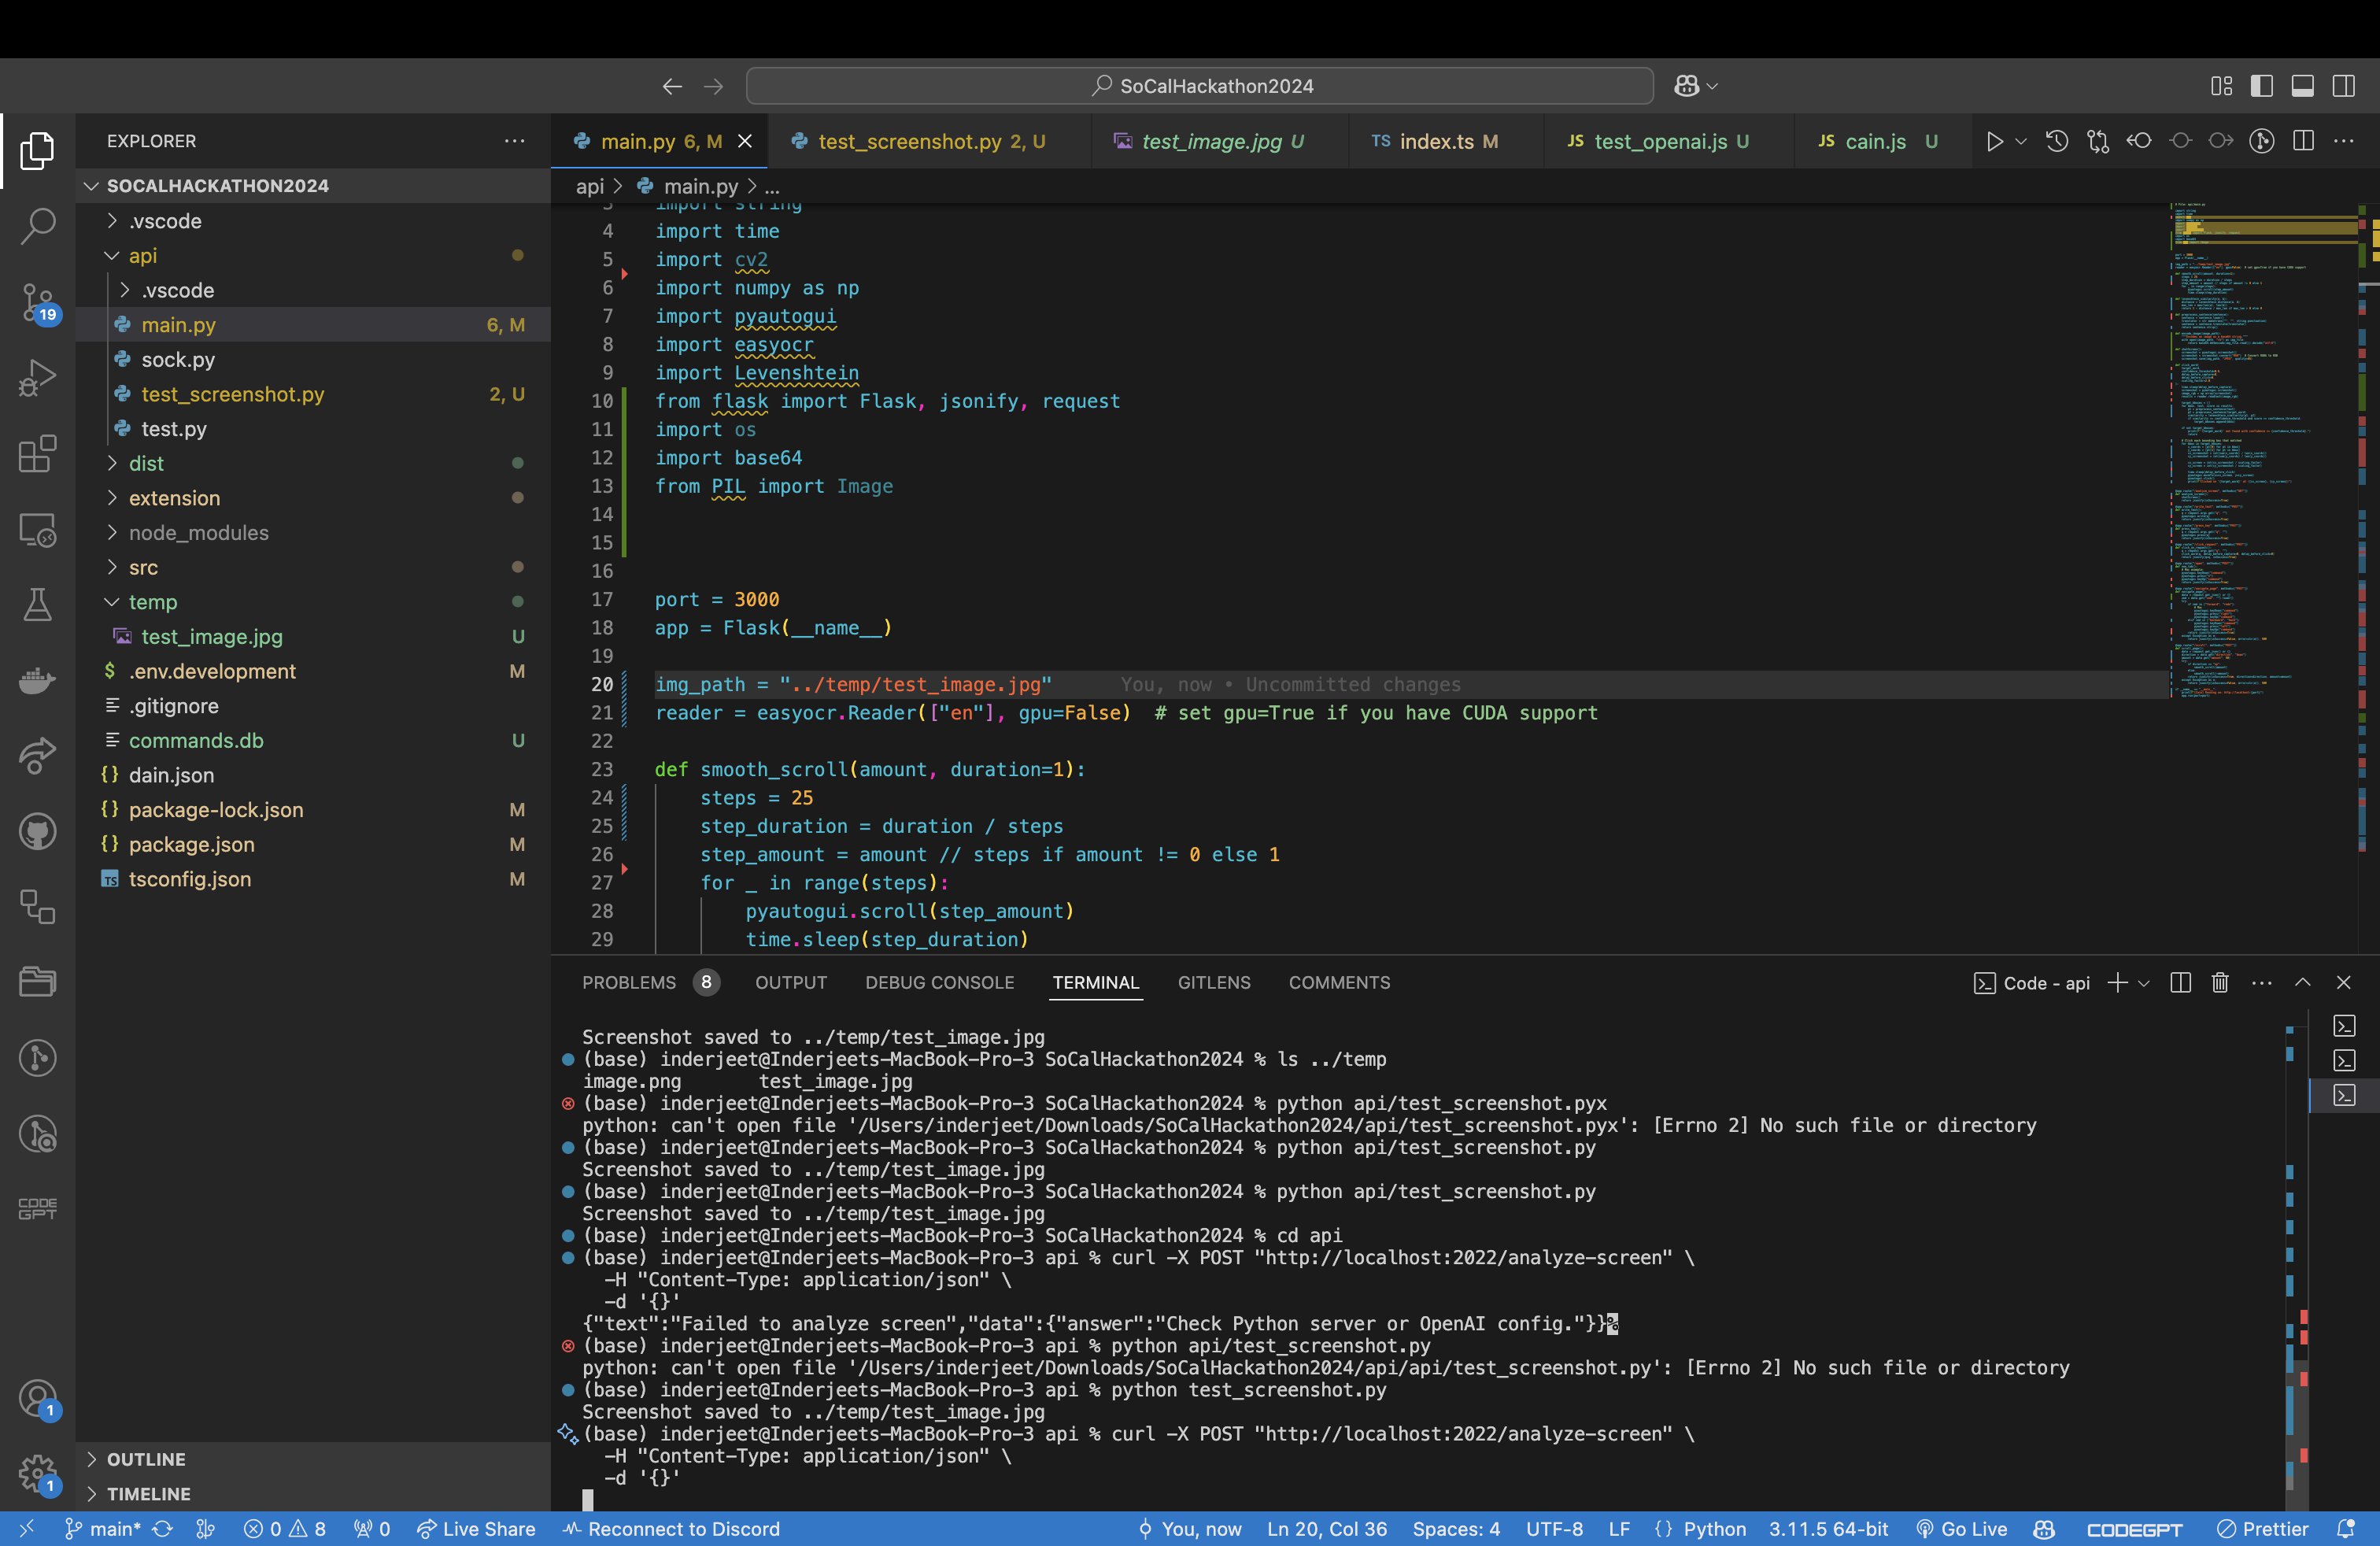 SoCalHackathon2024
EXPLORER
SOCALHACKATHON2024
.vscode
api
.vscode
main.py 6, M
sock.py
test_screenshot.py 2, U
test.py
dist
extension
node_modules
src
temp
test_image.jpg U
.env.development M
.gitignore
commands.db U
dain.json
package-lock.json M
package.json M
tsconfig.json M
OUTLINE
TIMELINE
19
CODE
GPT
1
1
main.py 6, M
test_screenshot.py 2, U
test_image.jpg U
TS index.ts M
JS test_openai.js U
JS cain.js U
api > main.py > ...
3 import string
4 import time
5 import cv2
6 import numpy as np
7 import pyautogui
8 import easyocr
9 import Levenshtein
10 from flask import Flask, jsonify, request
11 import os
12 import base64
13 from PIL import Image
14
15
16
17 port = 3000
18 app = Flask(__name__)
19
20 img_path = "../temp/test_image.jpg" You, now • Uncommitted changes
21 reader = easyocr.Reader(["en"], gpu=False) # set gpu=True if you have CUDA support
22
23 def smooth_scroll(amount, duration=1):
24 steps = 25
25 step_duration = duration / steps
26 step_amount = amount // steps if amount != 0 else 1
27 for _ in range(steps):
28 pyautogui.scroll(step_amount)
29 time.sleep(step_duration)
PROBLEMS 8 OUTPUT DEBUG CONSOLE TERMINAL GITLENS COMMENTS
Code - api
Screenshot saved to ../temp/test_image.jpg
(base) inderjeet@Inderjeets-MacBook-Pro-3 SoCalHackathon2024 % ls ../temp
image.png test_image.jpg
(base) inderjeet@Inderjeets-MacBook-Pro-3 SoCalHackathon2024 % python api/test_screenshot.pyx
python: can't open file '/Users/inderjeet/Downloads/SoCalHackathon2024/api/test_screenshot.pyx': [Errno 2] No such file or directory
(base) inderjeet@Inderjeets-MacBook-Pro-3 SoCalHackathon2024 % python api/test_screenshot.py
Screenshot saved to ../temp/test_image.jpg
(base) inderjeet@Inderjeets-MacBook-Pro-3 SoCalHackathon2024 % python api/test_screenshot.py
Screenshot saved to ../temp/test_image.jpg
(base) inderjeet@Inderjeets-MacBook-Pro-3 SoCalHackathon2024 % cd api
(base) inderjeet@Inderjeets-MacBook-Pro-3 api % curl -X POST "http://localhost:2022/analyze-screen" \
-H "Content-Type: application/json" \
-d '{}'
{"text":"Failed to analyze screen","data":{"answer":"Check Python server or OpenAI config."}}%
(base) inderjeet@Inderjeets-MacBook-Pro-3 api % python api/test_screenshot.py
python: can't open file '/Users/inderjeet/Downloads/SoCalHackathon2024/api/api/test_screenshot.py': [Errno 2] No such file or directory
(base) inderjeet@Inderjeets-MacBook-Pro-3 api % python test_screenshot.py
Screenshot saved to ../temp/test_image.jpg
(base) inderjeet@Inderjeets-MacBook-Pro-3 api % curl -X POST "http://localhost:2022/analyze-screen" \
-H "Content-Type: application/json" \
-d '{}'
main* 0 8 0 Live Share Reconnect to Discord You, now Ln 20, Col 36 Spaces: 4 UTF-8 LF {} Python 3.11.5 64-bit Go Live CODEGPT Prettier